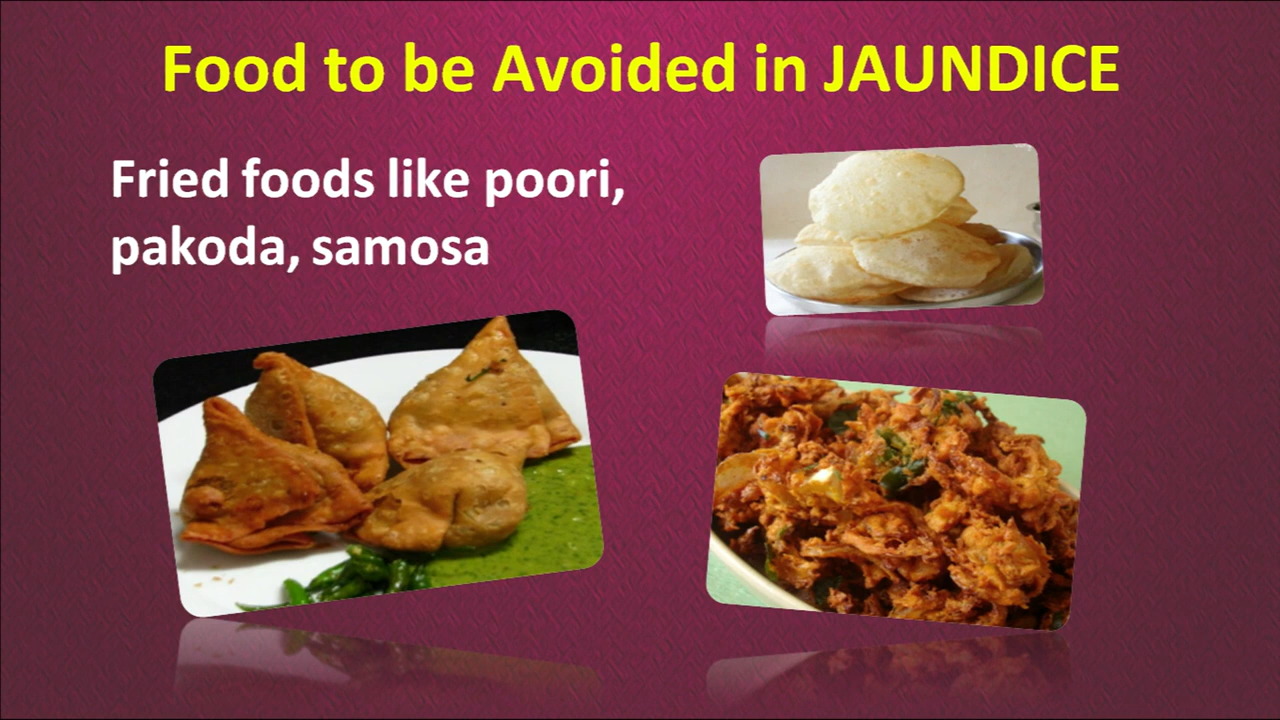 Food to be Avoided in JAUNDICE
Fried foods like poori,
pakoda, samosa